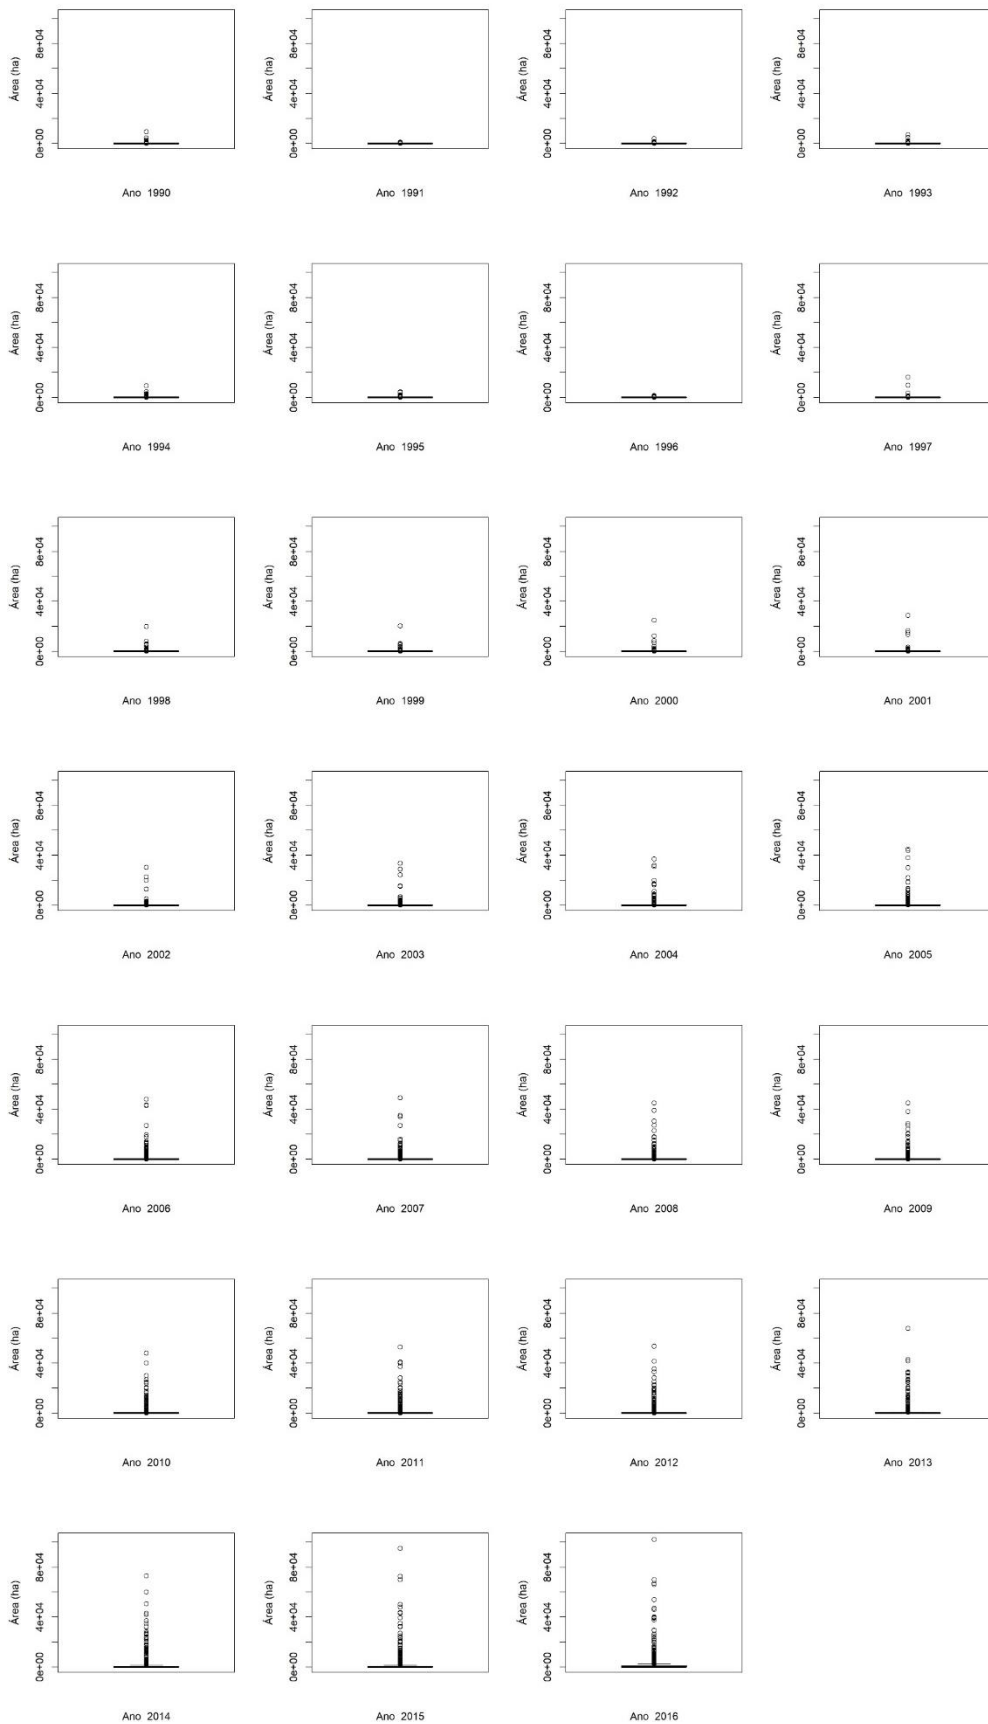 Área (ha)
0e+00 4e+04 8e+04
Ano 1990
Área (ha)
0e+00 4e+04 8e+04
Ano 1991
Área (ha)
0e+00 4e+04 8e+04
Ano 1992
Área (ha)
0e+00 4e+04 8e+04
Ano 1993
Área (ha)
0e+00 4e+04 8e+04
Ano 1994
Área (ha)
0e+00 4e+04 8e+04
Ano 1995
Área (ha)
0e+00 4e+04 8e+04
Ano 1996
Área (ha)
0e+00 4e+04 8e+04
Ano 1997
Área (ha)
0e+00 4e+04 8e+04
Ano 1998
Área (ha)
0e+00 4e+04 8e+04
Ano 1999
Área (ha)
0e+00 4e+04 8e+04
Ano 2000
Área (ha)
0e+00 4e+04 8e+04
Ano 2001
Área (ha)
0e+00 4e+04 8e+04
Ano 2002
Área (ha)
0e+00 4e+04 8e+04
Ano 2003
Área (ha)
0e+00 4e+04 8e+04
Ano 2004
Área (ha)
0e+00 4e+04 8e+04
Ano 2005
Área (ha)
0e+00 4e+04 8e+04
Ano 2006
Área (ha)
0e+00 4e+04 8e+04
Ano 2007
Área (ha)
0e+00 4e+04 8e+04
Ano 2008
Área (ha)
0e+00 4e+04 8e+04
Ano 2009
Área (ha)
0e+00 4e+04 8e+04
Ano 2010
Área (ha)
0e+00 4e+04 8e+04
Ano 2011
Área (ha)
0e+00 4e+04 8e+04
Ano 2012
Área (ha)
0e+00 4e+04 8e+04
Ano 2013
Área (ha)
0e+00 4e+04 8e+04
Ano 2014
Área (ha)
0e+00 4e+04 8e+04
Ano 2015
Área (ha)
0e+00 4e+04 8e+04
Ano 2016